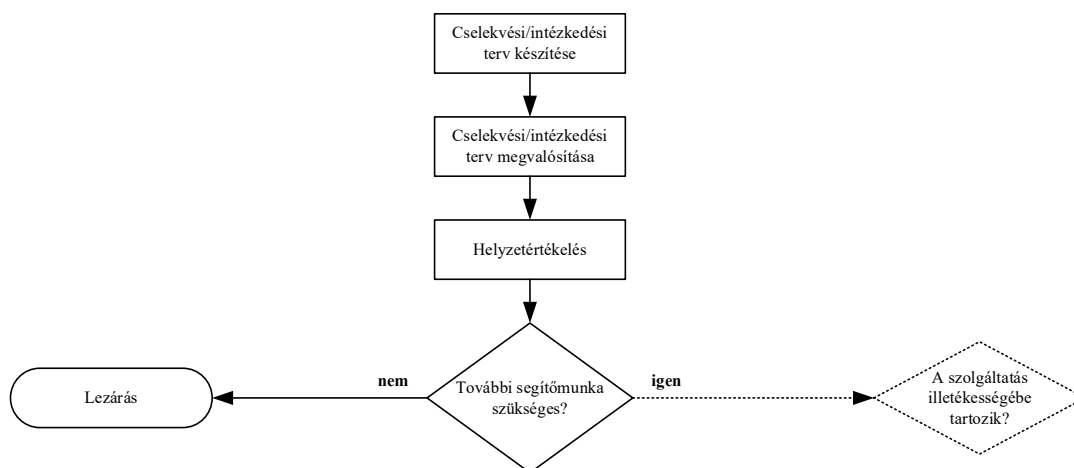 Cselekvési/intézkedési
terv készítése
Cselekvési/intézkedési
terv megvalósítása
Helyzetértékelés
További segítőmunka
szükséges?
nem
igen
Lezárás
A szolgáltatás
illetékességébe
tartozik?